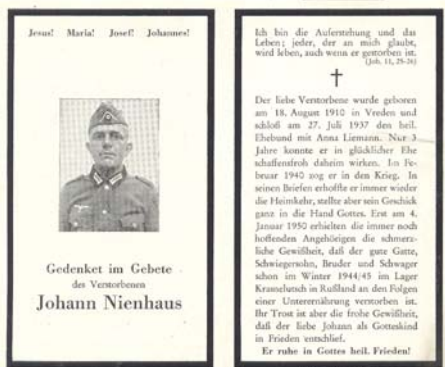 Jesus! Maria! Josef! Johannes!
Gedenket im Gebete
des Verstorbenen
Johann Nienhaus
Ich bin die Auferstehung und das
Leben; jeder, der an mich glaubt,
wird leben, auch wenn er gestorben ist.
(Joh. 11, 25-26)
Der liebe Verstorbene wurde geboren
am 18. August 1910 in Vreden und
schloß am 27. Juli 1937 den heil.
Ehebund mit Anna Liemann. Nur 3
Jahre konnte er in glücklicher Ehe
schaffensfroh daheim wirken. Im Fe-
bruar 1940 zog er in den Krieg. In
seinen Briefen erhoffte er immer wieder
die Heimkehr, stellte aber sein Geschick
ganz in die Hand Gottes. Erst am 4.
Januar 1950 erhielten die immer noch
hoffenden Angehörigen die schmerz-
liche Gewißheit, daß der gute Gatte,
Schwiegersohn, Bruder und Schwager
schon im Winter 1944/45 im Lager
Krasnelutsch in Rußland an den Folgen
einer Unterernährung verstorben ist.
Ihr Trost ist aber die frohe Gewißheit,
daß der liebe Johann als Gotteskind
in Frieden entschlief.
Er ruhe in Gottes heil. Frieden!